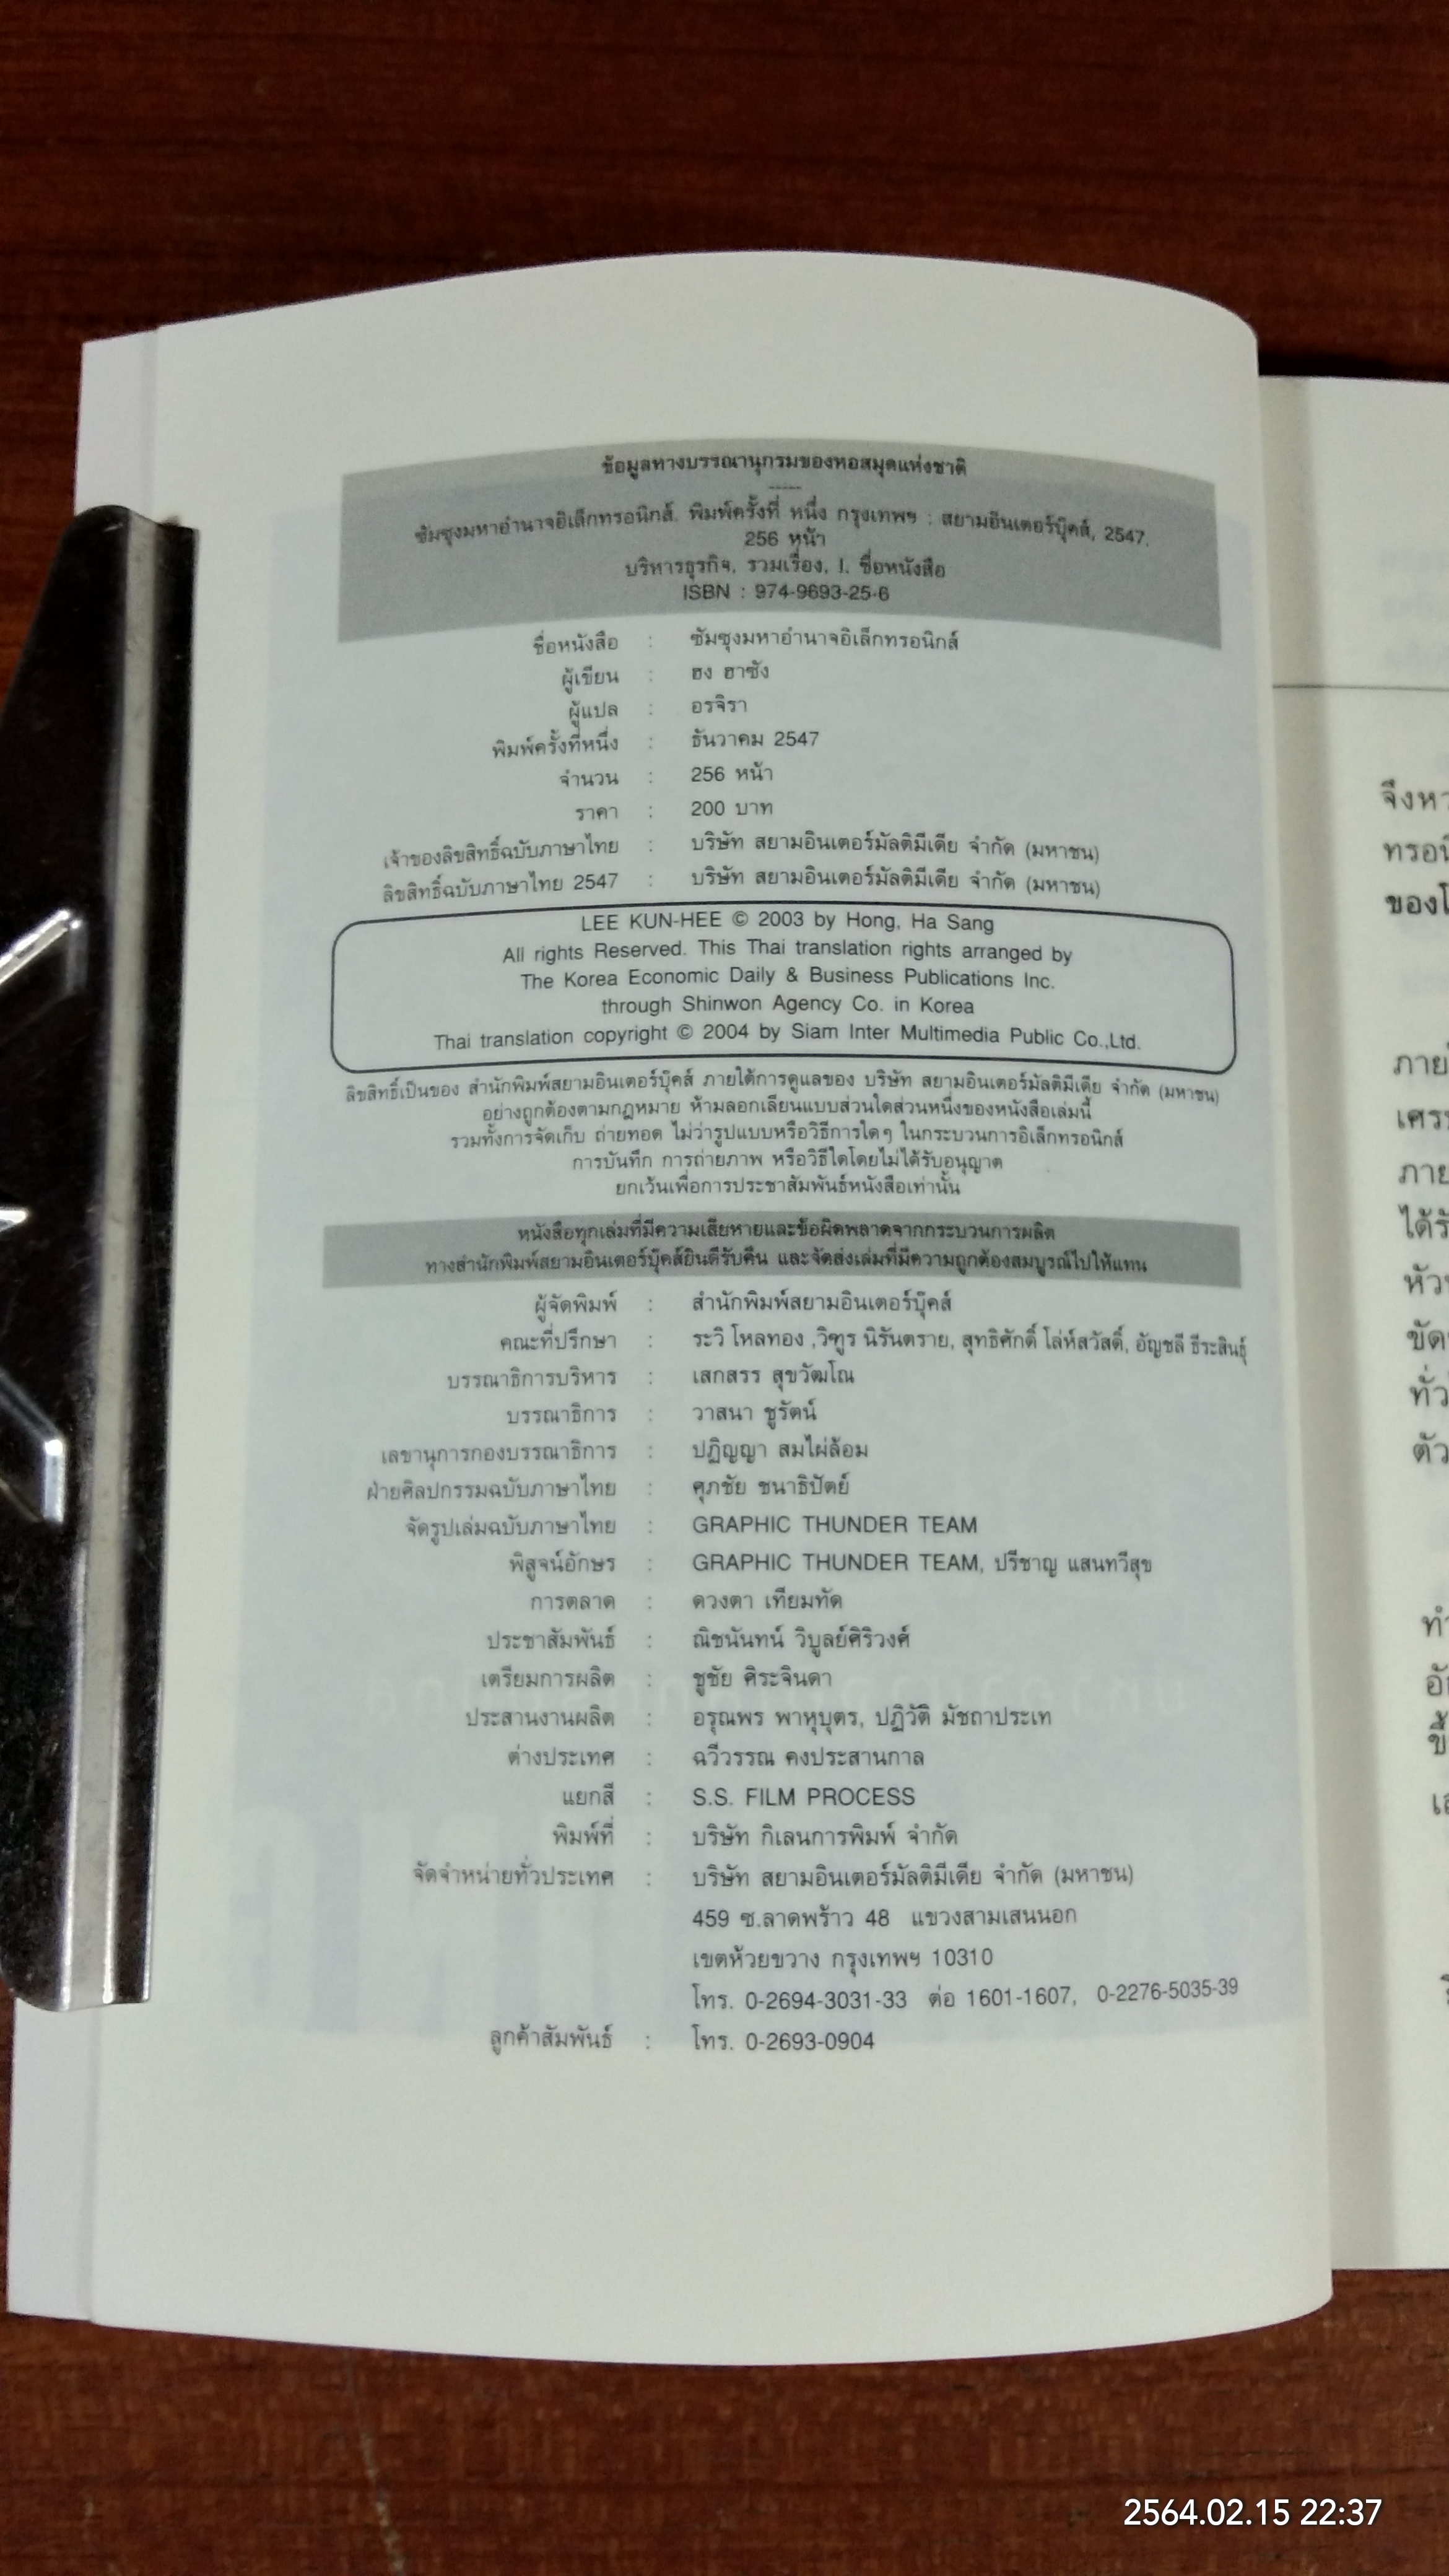 ข้อมูลทางบรรณานุกรมของหอสมุดแห่งชาติ
-----
ซัมซุงมหาอำนาจอิเล็กทรอนิกส์. พิมพ์ครั้งที่ หนึ่ง กรุงเทพฯ : สยามอินเตอร์บุ๊คส์, 2547.
256 หน้า
บริหารธุรกิจ, รวมเรื่อง, I. ชื่อหนังสือ
ISBN : 974-9693-25-6
ชื่อหนังสือ : ซัมซุงมหาอำนาจอิเล็กทรอนิกส์
ผู้เขียน : ฮง ฮาซัง
ผู้แปล : อรจิรา
พิมพ์ครั้งที่หนึ่ง : ธันวาคม 2547
จำนวน : 256 หน้า
ราคา : 200 บาท
เจ้าของลิขสิทธิ์ฉบับภาษาไทย : บริษัท สยามอินเตอร์มัลติมีเดีย จำกัด (มหาชน)
ลิขสิทธิ์ฉบับภาษาไทย 2547 : บริษัท สยามอินเตอร์มัลติมีเดีย จำกัด (มหาชน)
LEE KUN-HEE © 2003 by Hong, Ha Sang
All rights Reserved. This Thai translation rights arranged by
The Korea Economic Daily & Business Publications Inc.
through Shinwon Agency Co. in Korea
Thai translation copyright © 2004 by Siam Inter Multimedia Public Co.,Ltd.
ลิขสิทธิ์เป็นของ สำนักพิมพ์สยามอินเตอร์บุ๊คส์ ภายใต้การดูแลของ บริษัท สยามอินเตอร์มัลติมีเดีย จำกัด (มหาชน)
อย่างถูกต้องตามกฎหมาย ห้ามลอกเลียนแบบส่วนใดส่วนหนึ่งของหนังสือเล่มนี้
รวมทั้งการจัดเก็บ ถ่ายทอด ไม่ว่ารูปแบบหรือวิธีการใดๆ ในกระบวนการอิเล็กทรอนิกส์
การบันทึก การถ่ายภาพ หรือวิธีใดโดยไม่ได้รับอนุญาต
ยกเว้นเพื่อการประชาสัมพันธ์หนังสือเท่านั้น
หนังสือทุกเล่มที่มีความเสียหายและข้อผิดพลาดจากกระบวนการผลิต
ทางสำนักพิมพ์สยามอินเตอร์บุ๊คส์ยินดีรับคืน และจัดส่งเล่มที่มีความถูกต้องสมบูรณ์ไปให้แทน
ผู้จัดพิมพ์ : สำนักพิมพ์สยามอินเตอร์บุ๊คส์
คณะที่ปรึกษา : ระวิ โหลทอง ,วิฑูร นิรันตราย, สุทธิศักดิ์ โล่ห์สวัสดิ์, อัญชลี ธีระสินธุ์
บรรณาธิการบริหาร : เสกสรร สุขวัฒโณ
บรรณาธิการ : วาสนา ชูรัตน์
เลขานุการกองบรรณาธิการ : ปฏิญญา สมไผ่ล้อม
ฝ่ายศิลปกรรมฉบับภาษาไทย : ศุภชัย ชนาธิปัตย์
จัดรูปเล่มฉบับภาษาไทย : GRAPHIC THUNDER TEAM
พิสูจน์อักษร : GRAPHIC THUNDER TEAM, ปรีชาญ แสนทวีสุข
การตลาด : ดวงตา เทียมทัด
ประชาสัมพันธ์ : ณิชนันทน์ วิบูลย์ศิริวงศ์
เตรียมการผลิต : ชูชัย ศิระจินดา
ประสานงานผลิต : อรุณพร พาหุบุตร, ปฏิวัติ มัชถาประเท
ต่างประเทศ : ฉวีวรรณ คงประสานกาล
แยกสี : S.S. FILM PROCESS
พิมพ์ที่ : บริษัท กิเลนการพิมพ์ จำกัด
จัดจำหน่ายทั่วประเทศ : บริษัท สยามอินเตอร์มัลติมีเดีย จำกัด (มหาชน)
459 ซ.ลาดพร้าว 48 แขวงสามเสนนอก
เขตห้วยขวาง กรุงเทพฯ 10310
โทร. 0-2694-3031-33 ต่อ 1601-1607, 0-2276-5035-39
ลูกค้าสัมพันธ์ : โทร. 0-2693-0904
จึงหา
ของ
ภาย
ได้รั
หัว
ขัด
ทั่ว
ตัว
2564.02.15 22:37